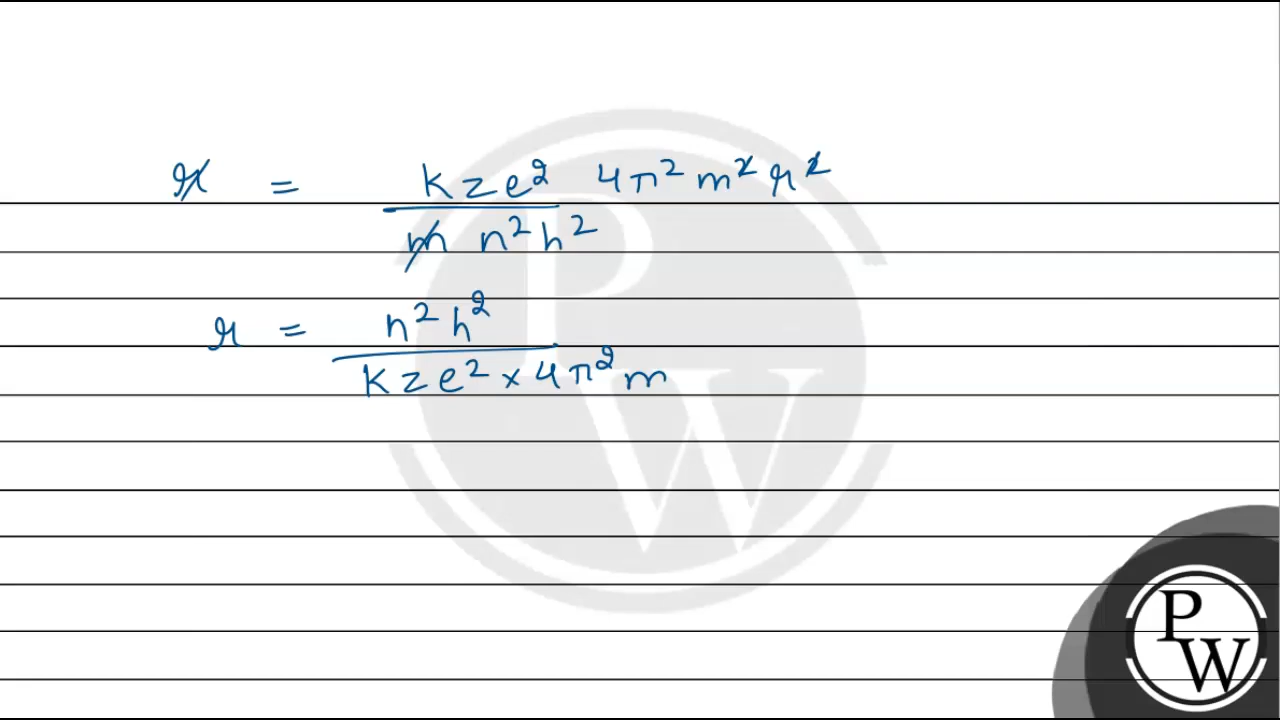 r = kze² 4π²m²r²
m n²h²
r = n²h²
kze² × 4π²m
P
W
P
W